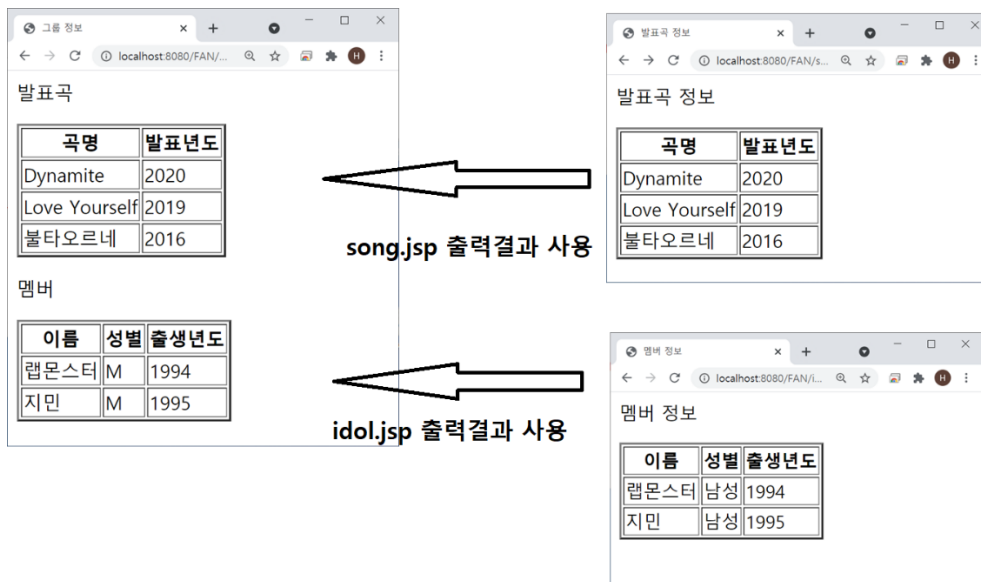 그룹 정보
localhost:8080/FAN/...
H
발표곡
곡명 발표년도
Dynamite 2020
Love Yourself 2019
불타오르네 2016
멤버
이름 성별 출생년도
랩몬스터 M 1994
지민 M 1995
song.jsp 출력결과 사용
idol.jsp 출력결과 사용
발표곡 정보
localhost:8080/FAN/s...
H
발표곡 정보
곡명 발표년도
Dynamite 2020
Love Yourself 2019
불타오르네 2016
멤버 정보
localhost:8080/FAN/i...
H
멤버 정보
이름 성별 출생년도
랩몬스터 남성 1994
지민 남성 1995